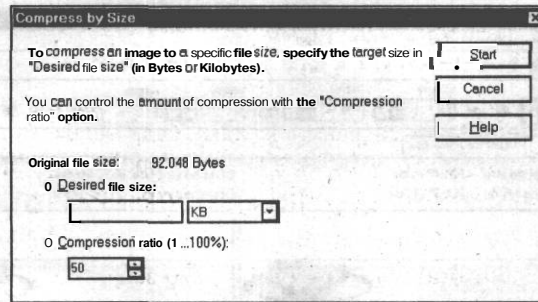 Compress by Size
To compress an image to a specific file size, specify the target size in
"Desired file size" (in Bytes or Kilobytes).
Start
Cancel
You can control the amount of compression with the "Compression
ratio" option.
Help
Original file size: 92,048 Bytes
0 Desired file size:
KB
O Compression ratio (1 ...100%):
50